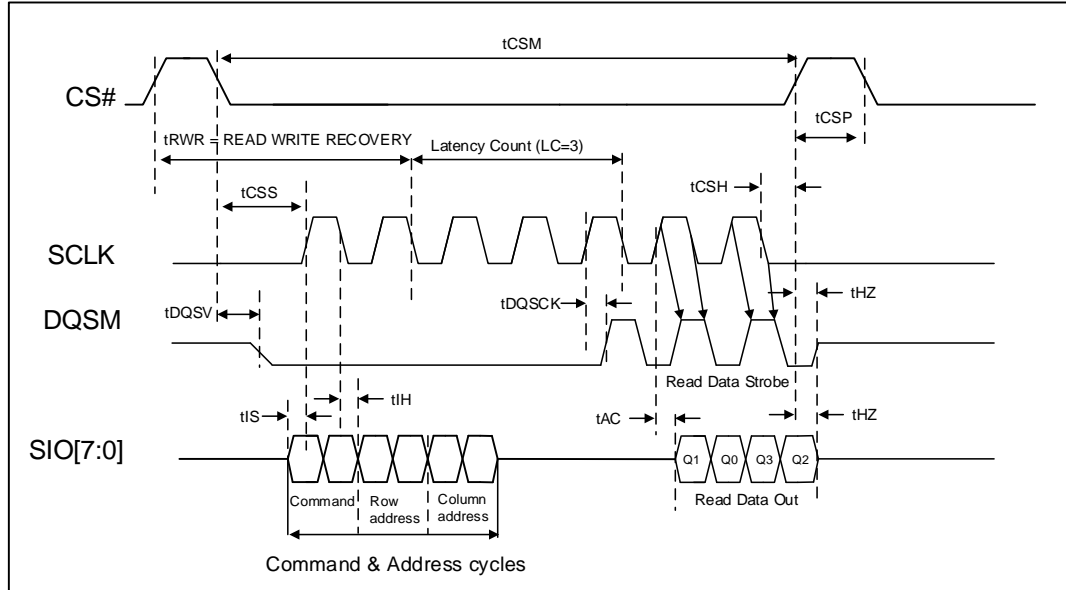 tCSM
CS#
tCSP
tRWR = READ WRITE RECOVERY
Latency Count (LC=3)
tCSS
tCSH
SCLK
tDQSV
tDQSCK
tHZ
DQSM
Read Data Strobe
tIS
tIH
tAC
tHZ
SIO[7:0]
Q1 Q0 Q3 Q2
Command
Row
address
Column
address
Read Data Out
Command & Address cycles